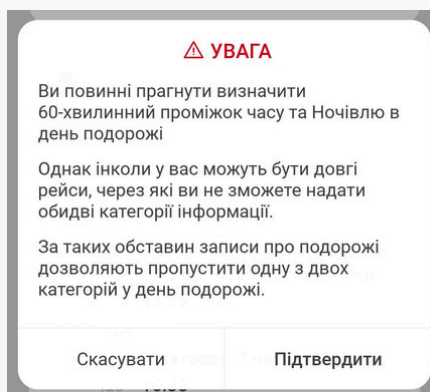 УВАГА
Ви повинні прагнути визначити
60-хвилинний проміжок часу та Ночівлю в
день подорожі
Однак інколи у вас можуть бути довгі
рейси, через які ви не зможете надати
обидві категорії інформації.
За таких обставин записи про подорожі
дозволяють пропустити одну з двох
категорій у день подорожі.
Скасувати Підтвердити